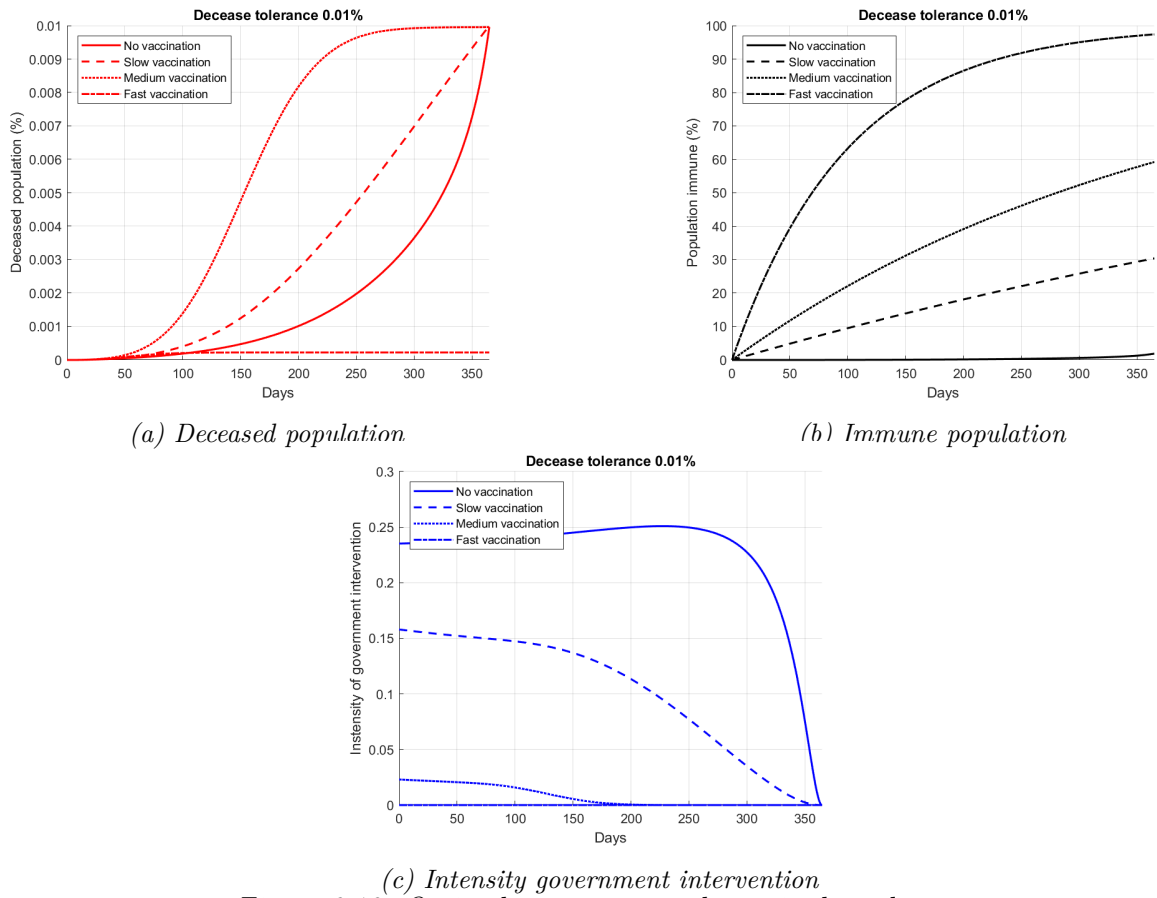 Decease tolerance 0.01%
0.01
0.009
0.008
0.007
0.006
0.005
0.004
0.003
0.002
0.001
0
Deceased population (%)
No vaccination
Slow vaccination
Medium vaccination
Fast vaccination
0 50 100 150 200 250 300 350
Days
(a) Deceased population
Decease tolerance 0.01%
100
90
80
70
60
50
40
30
20
10
0
Population immune (%)
No vaccination
Slow vaccination
Medium vaccination
Fast vaccination
0 50 100 150 200 250 300 350
Days
(b) Immune population
Decease tolerance 0.01%
0.3
0.25
0.2
0.15
0.1
0.05
0
Instensity of government intervention
No vaccination
Slow vaccination
Medium vaccination
Fast vaccination
0 50 100 150 200 250 300 350
Days
(c) Intensity government intervention